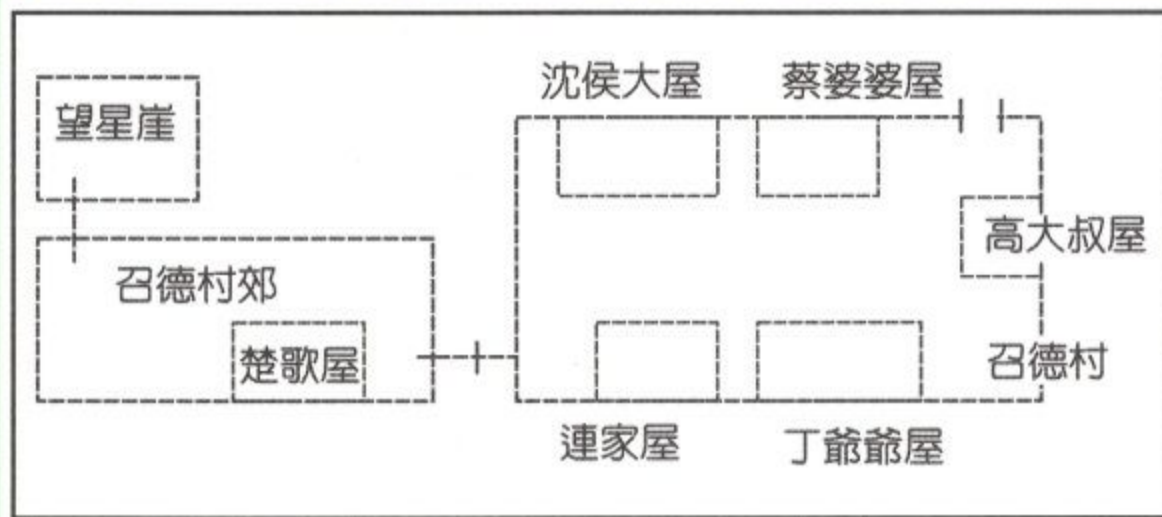 沈侯大屋
蔡婆婆屋
望星崖
高大叔屋
召德村郊
楚歌屋
召德村
連家屋
丁爺爺屋